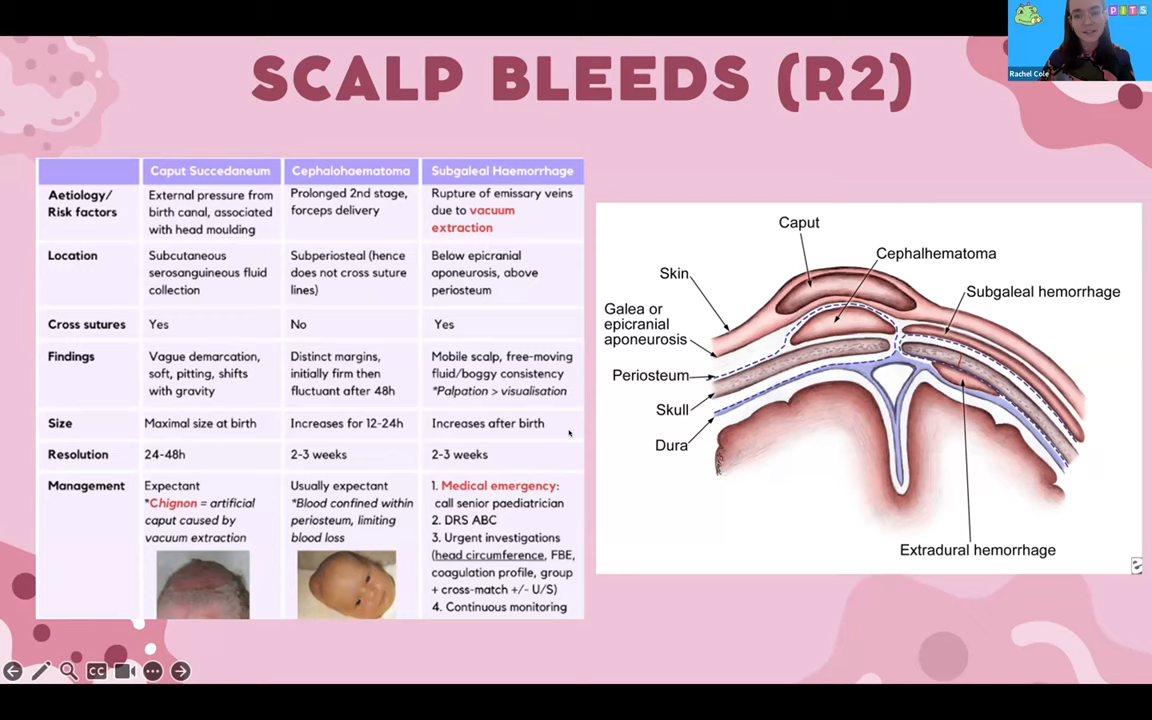 PITS
Rachel Cole
SCALP BLEEDS (R2)
Caput Succedaneum Cephalohaematoma Subgaleal Haemorrhage
Aetiology/
Risk factors
External pressure from
birth canal, associated
with head moulding
Prolonged 2nd stage,
forceps delivery
Rupture of emissary veins
due to vacuum
extraction
Location
Subcutaneous
serosanguineous fluid
collection
Subperiosteal (hence
does not cross suture
lines)
Below epicranial
aponeurosis, above
periosteum
Cross sutures
Yes
No
Yes
Findings
Vague demarcation,
soft, pitting, shifts
with gravity
Distinct margins,
initially firm then
fluctuant after 48h
Mobile scalp, free-moving
fluid/boggy consistency
*Palpation > visualisation
Size
Maximal size at birth
Increases for 12-24h
Increases after birth
Resolution
24-48h
2-3 weeks
2-3 weeks
Management
Expectant
*Chignon = artificial
caput caused by
vacuum extraction
Usually expectant
*Blood confined within
periosteum, limiting
blood loss
1. Medical emergency:
call senior paediatrician
2. DRS ABC
3. Urgent investigations
(head circumference, FBE,
coagulation profile, group
+ cross-match +/- U/S)
4. Continuous monitoring
Caput
Cephalhematoma
Skin
Subgaleal hemorrhage
Galea or
epicranial
aponeurosis
Periosteum
Skull
Dura
Extradural hemorrhage
CC